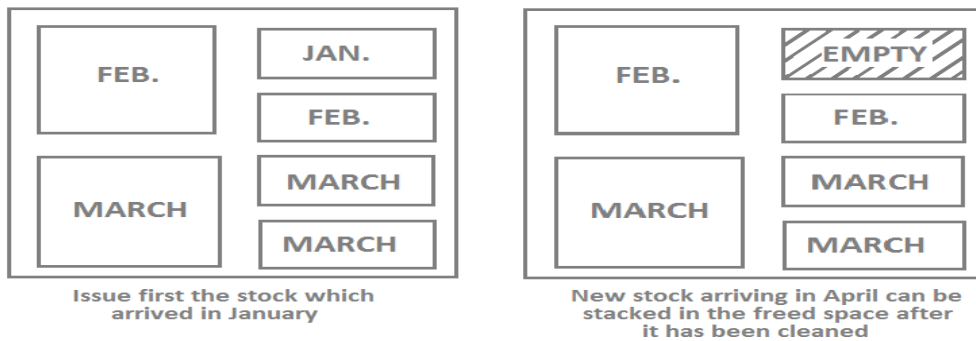 FEB.
JAN.
FEB.
MARCH
MARCH
MARCH
Issue first the stock which
arrived in January
FEB.
EMPTY
FEB.
MARCH
MARCH
MARCH
New stock arriving in April can be
stacked in the freed space after
it has been cleaned